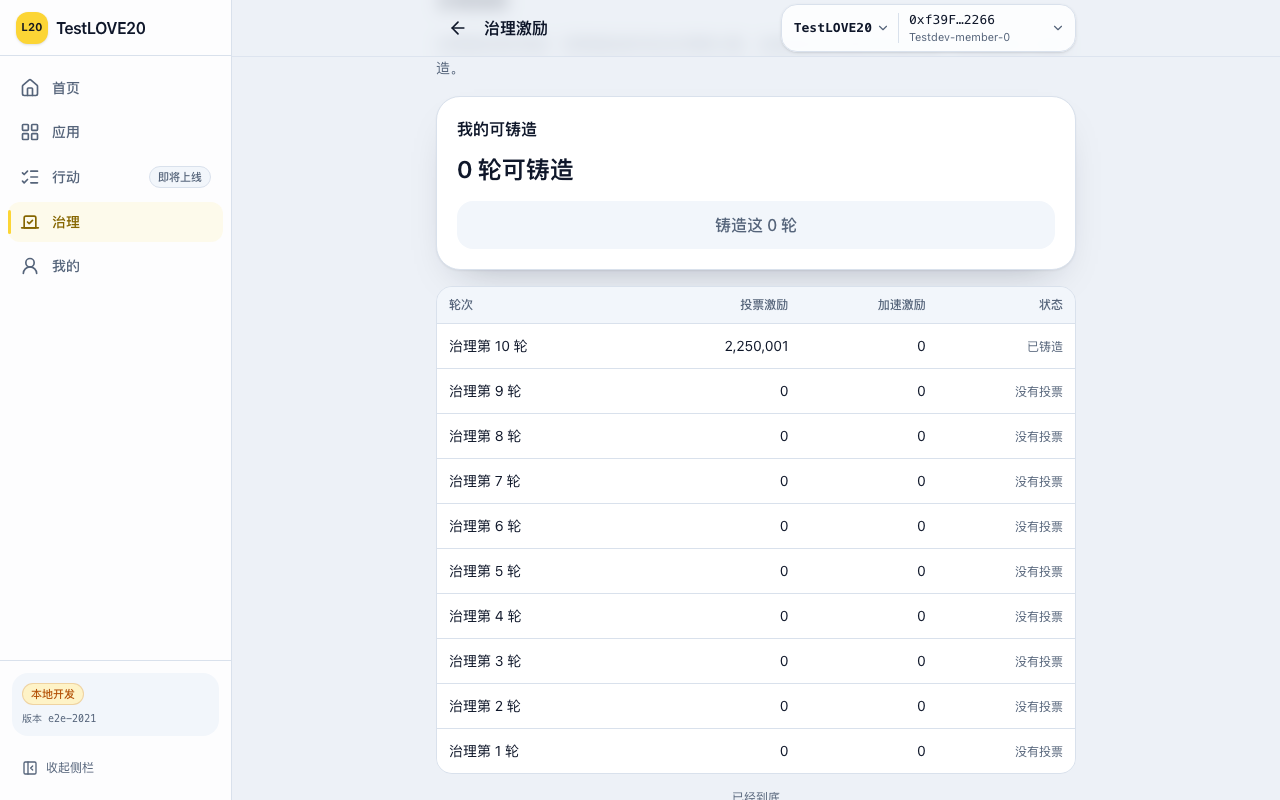 L20 TestLOVE20
首页
应用
行动 即将上线
治理
我的
本地开发
版本 e2e-2021
收起侧栏
治理激励
TestLOVE20
0xf39F…2266
Testdev-member-0
造。
我的可铸造
0 轮可铸造
铸造这 0 轮
轮次 投票激励 加速激励 状态
治理第 10 轮 2,250,001 0 已铸造
治理第 9 轮 0 0 没有投票
治理第 8 轮 0 0 没有投票
治理第 7 轮 0 0 没有投票
治理第 6 轮 0 0 没有投票
治理第 5 轮 0 0 没有投票
治理第 4 轮 0 0 没有投票
治理第 3 轮 0 0 没有投票
治理第 2 轮 0 0 没有投票
治理第 1 轮 0 0 没有投票
已经到底